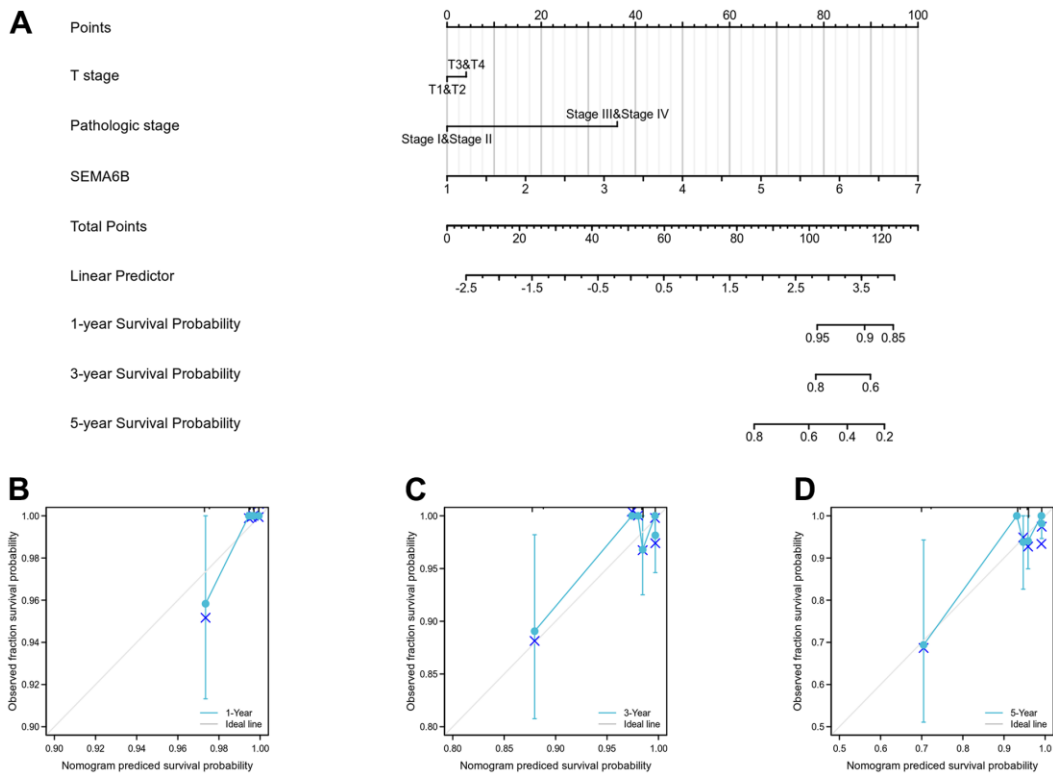 A
Points
0 20 40 60 80 100
T stage
T3&T4
T1&T2
Pathologic stage
Stage III&Stage IV
Stage I&Stage II
SEMA6B
1 2 3 4 5 6 7
Total Points
0 20 40 60 80 100 120
Linear Predictor
-2.5 -1.5 -0.5 0.5 1.5 2.5 3.5
1-year Survival Probability
0.95 0.9 0.85
3-year Survival Probability
0.8 0.6
5-year Survival Probability
0.8 0.6 0.4 0.2
B
Observed fraction survival probability
1.00
0.98
0.96
0.94
0.92
0.90
1-Year
Ideal line
0.90 0.92 0.94 0.96 0.98 1.00
Nomogram prediced survival probability
C
Observed fraction survival probability
1.00
0.95
0.90
0.85
0.80
3-Year
Ideal line
0.80 0.85 0.90 0.95 1.00
Nomogram prediced survival probability
D
Observed fraction survival probability
1.0
0.9
0.8
0.7
0.6
0.5
5-Year
Ideal line
0.5 0.6 0.7 0.8 0.9 1.0
Nomogram prediced survival probability